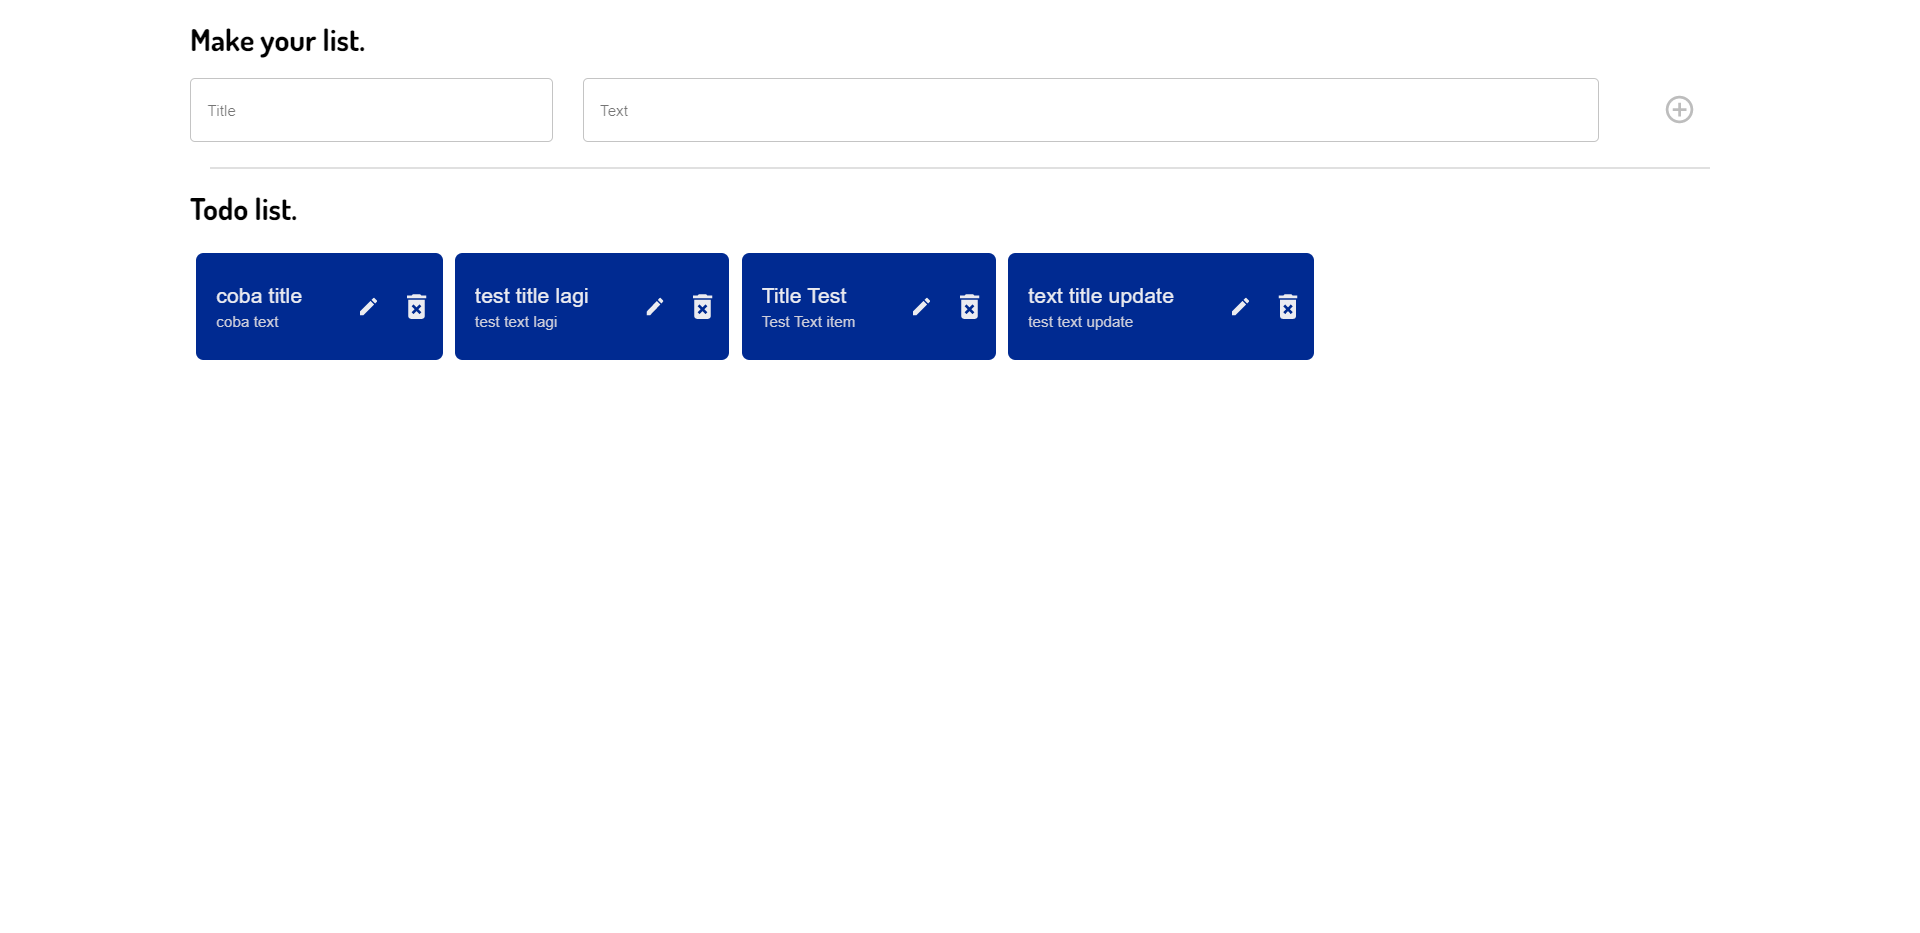 Make your list.
Title
Text
Todo list.
coba title
coba text
test title lagi
test text lagi
Title Test
Test Text item
text title update
test text update